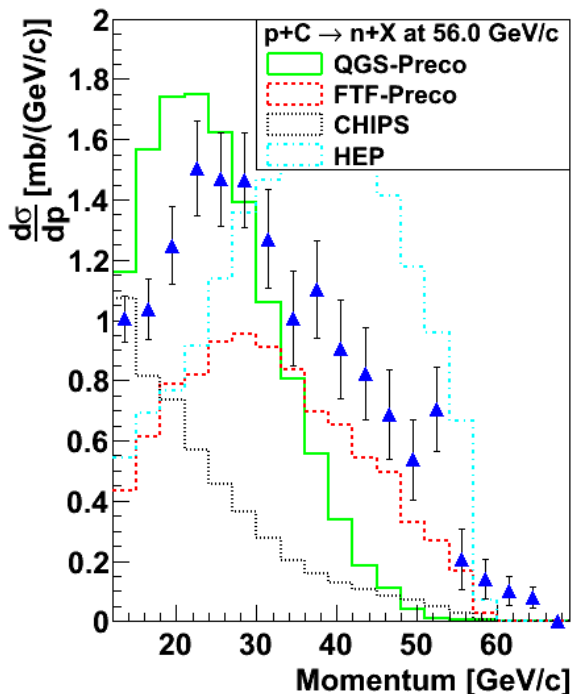 p+C → n+X at 56.0 GeV/c
QGS-Preco
FTF-Preco
CHIPS
HEP
dσ/dp [mb/(GeV/c)]
2
1.8
1.6
1.4
1.2
1
0.8
0.6
0.4
0.2
0
20 30 40 50 60
Momentum [GeV/c]